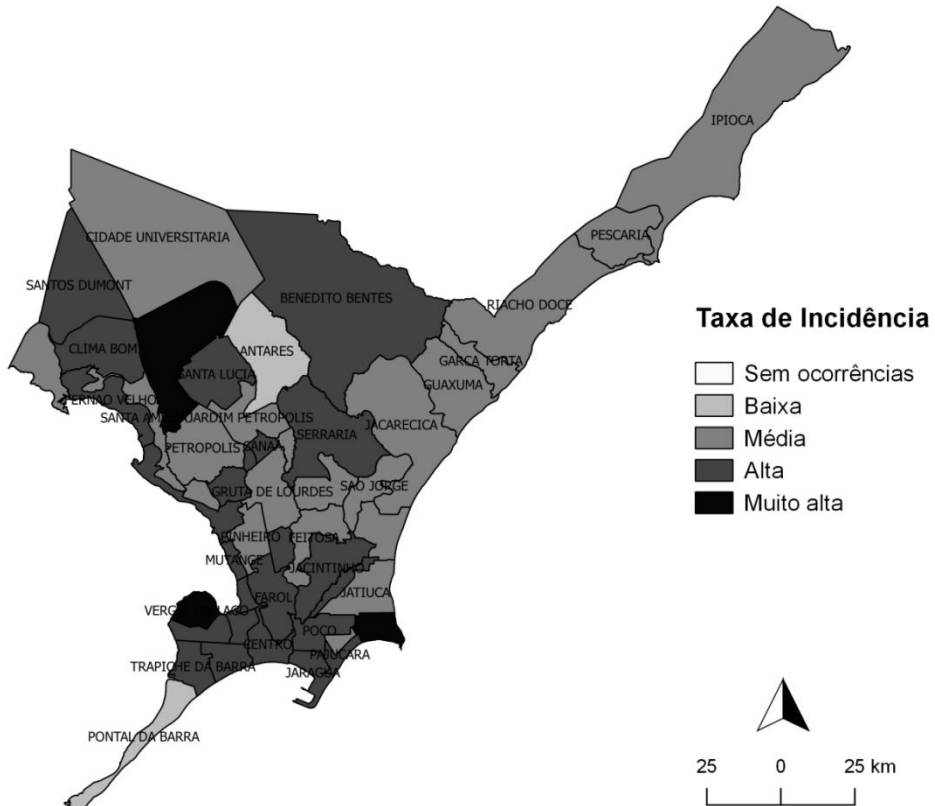 IPIOCA
PESCARIA
CIDADE UNIVERSITARIA
SANTOS DUMONT
BENEDITO BENTES
RIACHO DOCE
CLIMA BOM
ANTARES
GARCA TORTA
SANTA LUCIA
GUAXUMA
FERNAO VELHO
SANTA AM
JARDIM PETROPOLIS
JACARECICA
SERRARIA
PETROPOLIS
CANAA
GRUTA DE LOURDES
SAO JORGE
PINHEIRO
FEITOSA
MUTANGE
JACINTINHO
FAROL
JATIUCA
LAGO
POCO
CENTRO
PAJUCARA
TRAPICHE DA BARRA
JARAGUA
PONTAL DA BARRA
Taxa de Incidência
Sem ocorrências
Baixa
Média
Alta
Muito alta
25 0 25 km